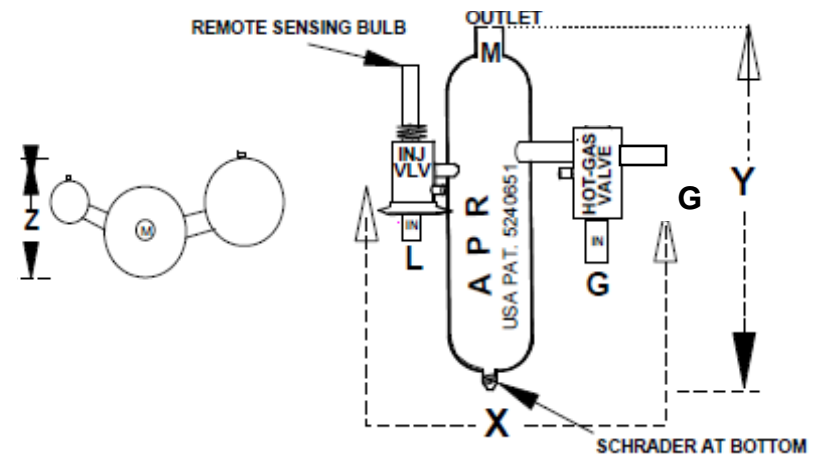 OUTLET
REMOTE SENSING BULB
M
INJ
VLV
HOT-GAS
VALVE
IN
L
IN
G
G
A P R
USA PAT. 5240651
Y
Z
M
X
SCHRADER AT BOTTOM